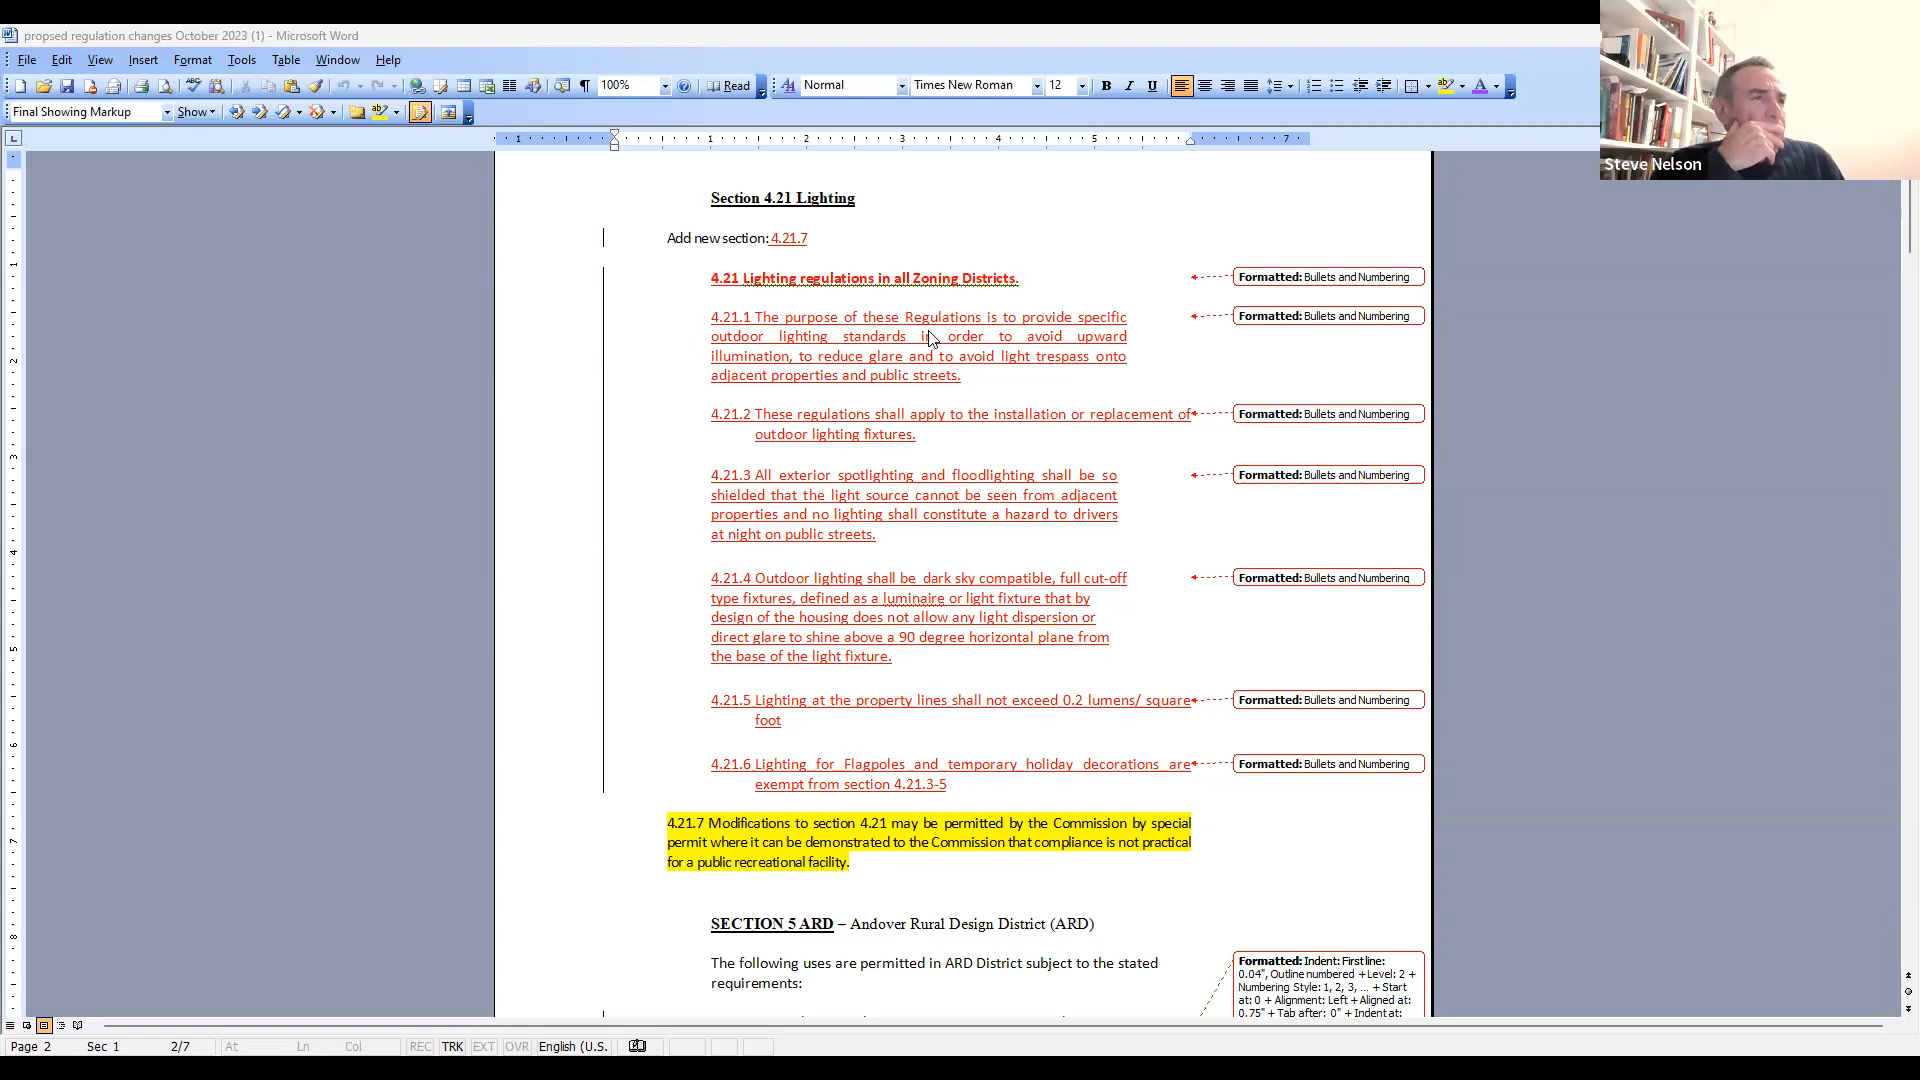 propsed regulation changes October 2023 (1) - Microsoft Word
File Edit View Insert Format Tools Table Window Help
100% Read Normal Times New Roman 12 B I U
Final Showing Markup Show
1 1 2 3 4 5 7
Steve Nelson
Section 4.21 Lighting
Add new section: 4.21.7
4.21 Lighting regulations in all Zoning Districts.
Formatted: Bullets and Numbering
4.21.1 The purpose of these Regulations is to provide specific
Formatted: Bullets and Numbering
outdoor lighting standards in order to avoid upward
illumination, to reduce glare and to avoid light trespass onto
adjacent properties and public streets.
4.21.2 These regulations shall apply to the installation or replacement of
Formatted: Bullets and Numbering
outdoor lighting fixtures.
4.21.3 All exterior spotlighting and floodlighting shall be so
Formatted: Bullets and Numbering
shielded that the light source cannot be seen from adjacent
properties and no lighting shall constitute a hazard to drivers
at night on public streets.
4.21.4 Outdoor lighting shall be dark sky compatible, full cut-off
Formatted: Bullets and Numbering
type fixtures, defined as a luminaire or light fixture that by
design of the housing does not allow any light dispersion or
direct glare to shine above a 90 degree horizontal plane from
the base of the light fixture.
4.21.5 Lighting at the property lines shall not exceed 0.2 lumens/ square
Formatted: Bullets and Numbering
foot
4.21.6 Lighting for Flagpoles and temporary holiday decorations are
Formatted: Bullets and Numbering
exempt from section 4.21.3-5
4.21.7 Modifications to section 4.21 may be permitted by the Commission by special
permit where it can be demonstrated to the Commission that compliance is not practical
for a public recreational facility.
SECTION 5 ARD – Andover Rural Design District (ARD)
The following uses are permitted in ARD District subject to the stated
requirements:
Formatted: Indent: First line:
0.04", Outline numbered + Level: 2 +
Numbering Style: 1, 2, 3, ... + Start
at: 0 + Alignment: Left + Aligned at:
0.75" + Tab after: 0" + Indent at:
1
2
3
4
5
6
7
8
Page 2 Sec 1 2/7 At Ln Col REC TRK EXT OVR English (U.S.